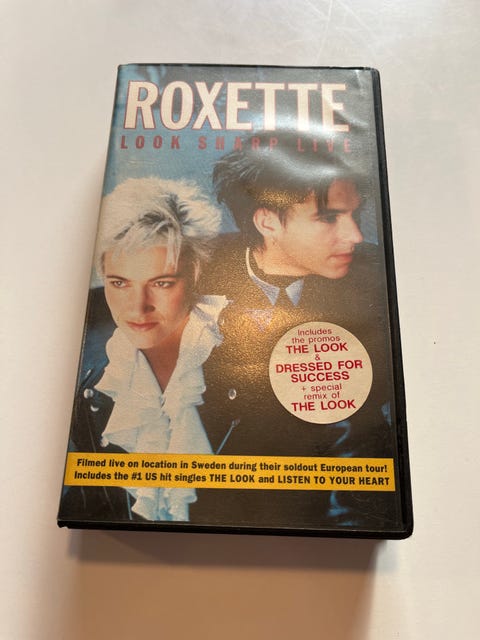 ROXETTE
LOOK SHARP LIVE
includes
the promos
THE LOOK
&
DRESSED FOR
SUCCESS
+ special
remix of
THE LOOK
Filmed live on location in Sweden during their soldout European tour!
Includes the #1 US hit singles THE LOOK and LISTEN TO YOUR HEART